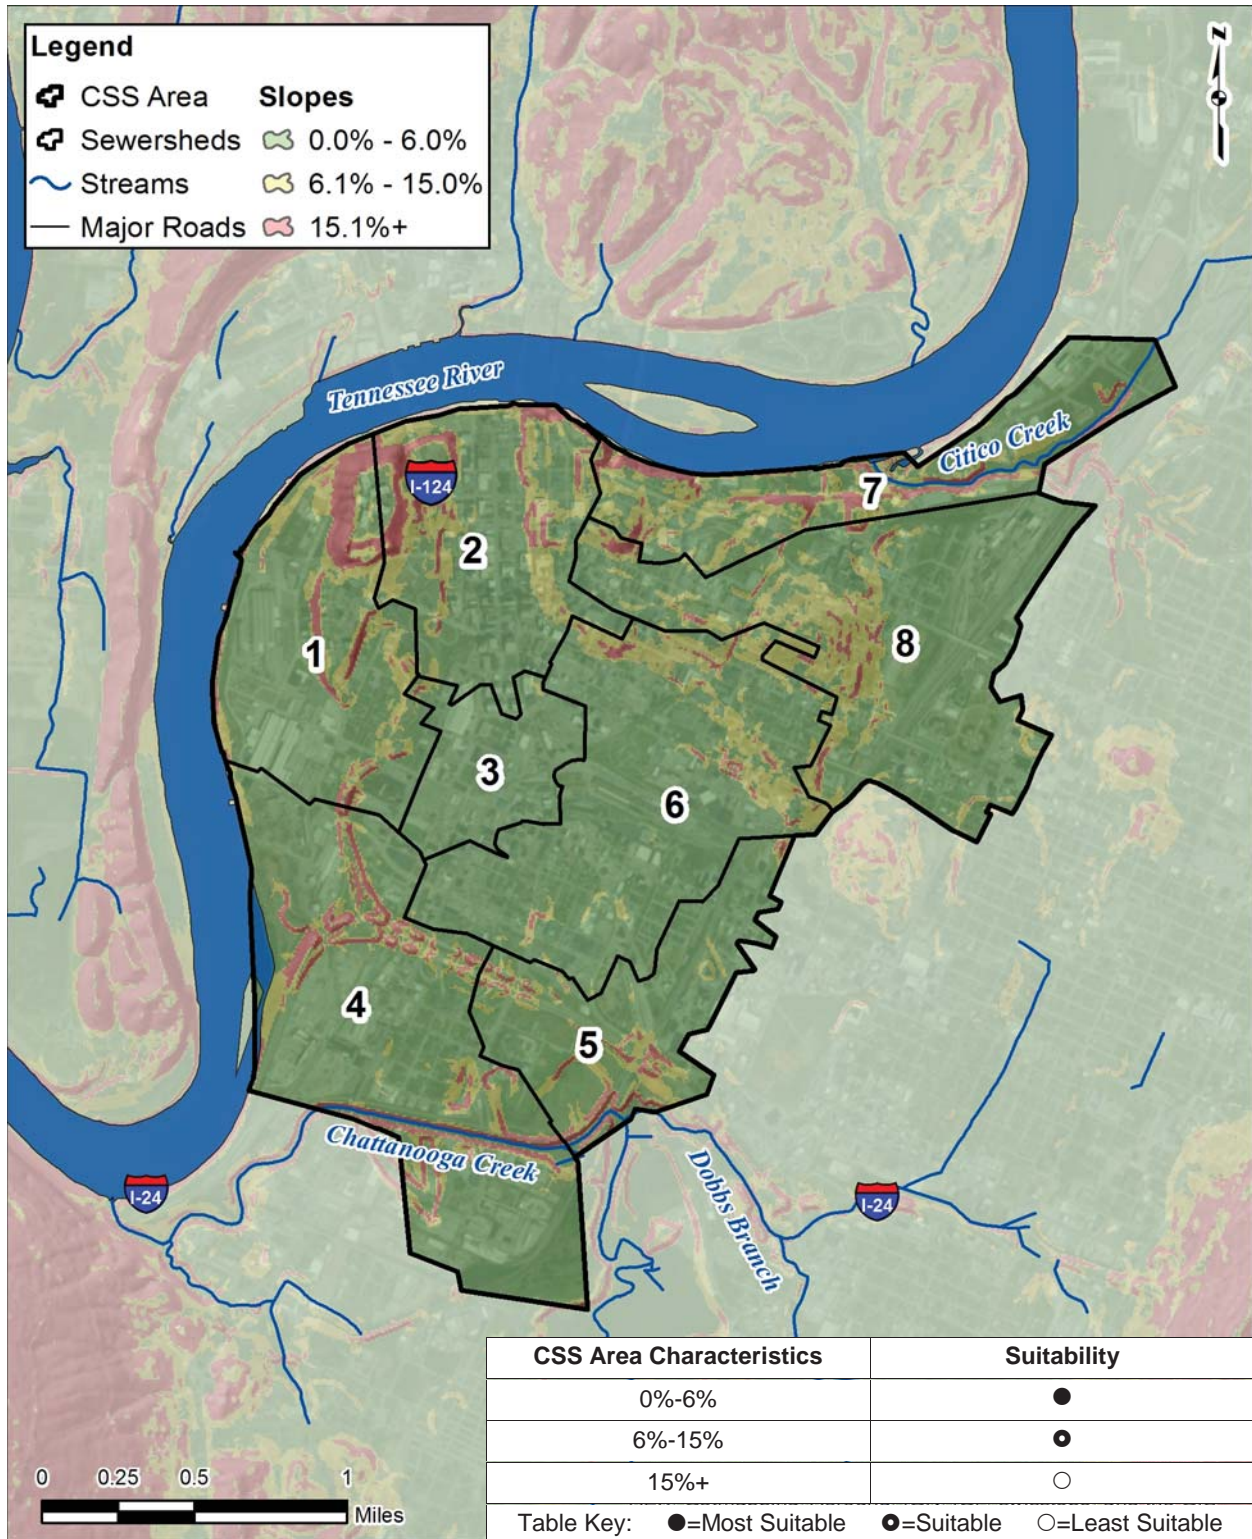 Legend
CSS Area
Slopes
Sewersheds
0.0% - 6.0%
Streams
6.1% - 15.0%
Major Roads
15.1%+
N
Tennessee River
Citico Creek
I-124
7
2
8
1
3
6
4
5
Chattanooga Creek
Dobbs Branch
I-24
I-24
CSS Area Characteristics Suitability
0%-6% ●
6%-15% ◘
15%+ ○
Table Key: ●=Most Suitable ◘=Suitable ○=Least Suitable
0 0.25 0.5 1
Miles